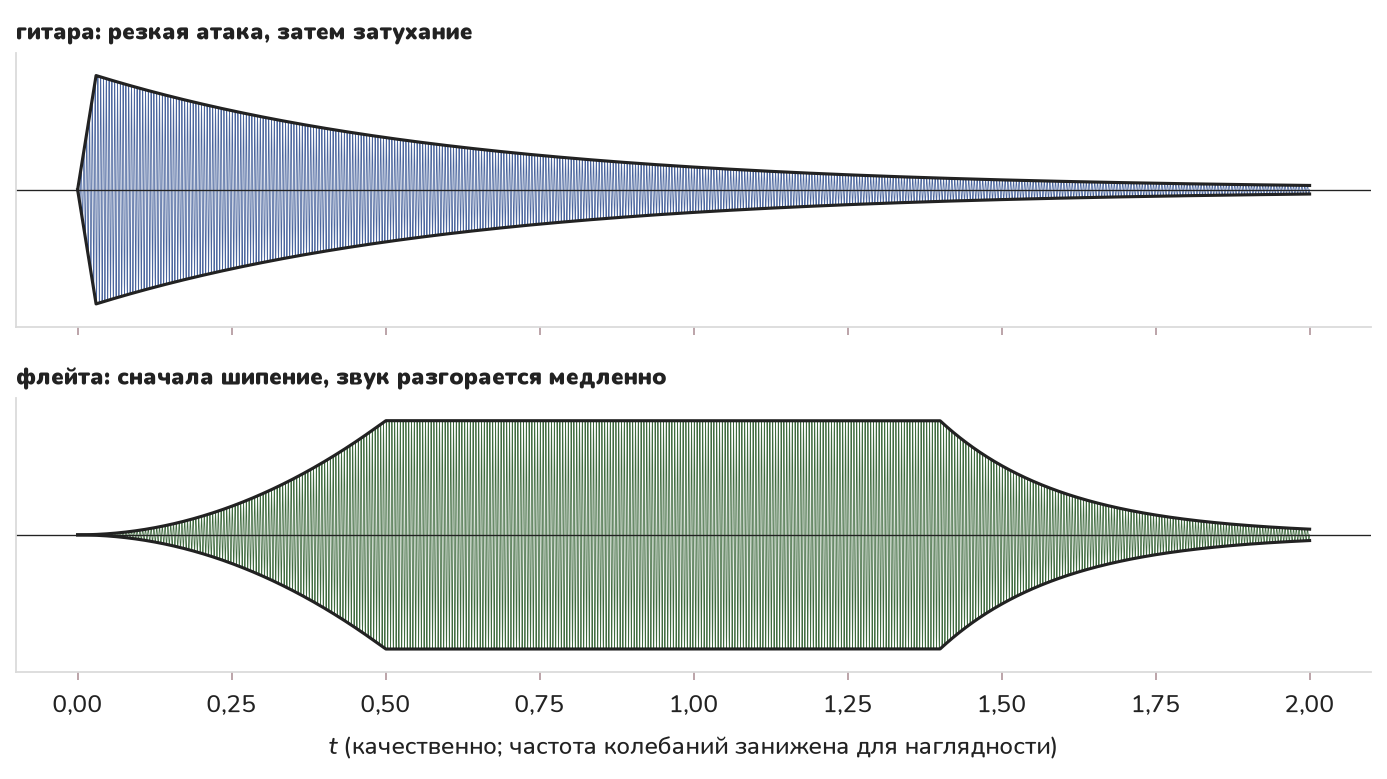 гитара: резкая атака, затем затухание
флейта: сначала шипение, звук разгорается медленно
0,00 0,25 0,50 0,75 1,00 1,25 1,50 1,75 2,00
t (качественно; частота колебаний занижена для наглядности)